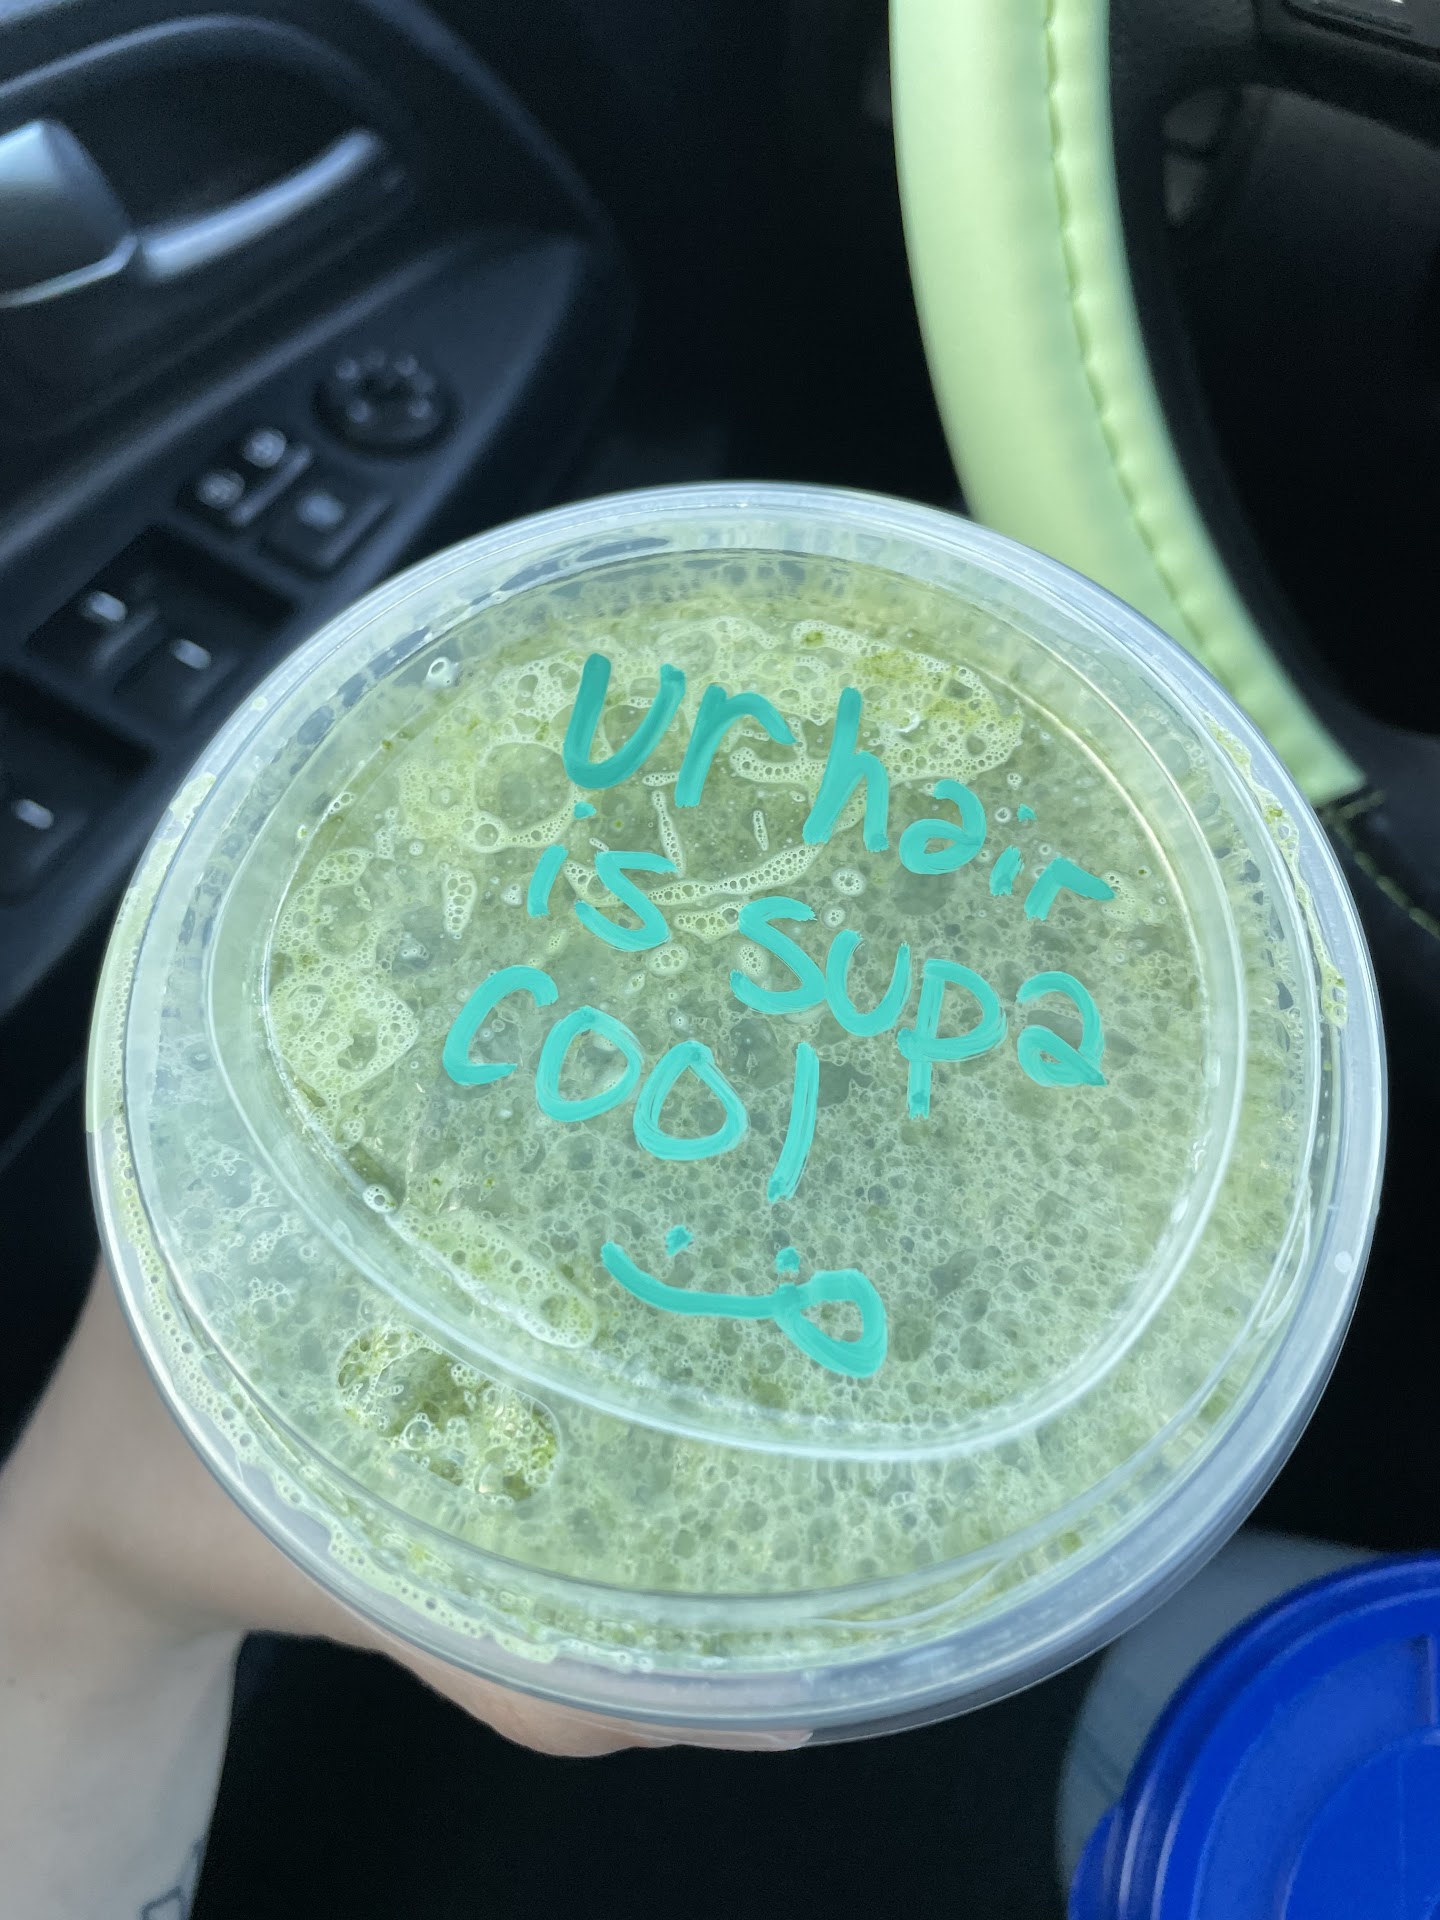 ur hair
is supa
cool